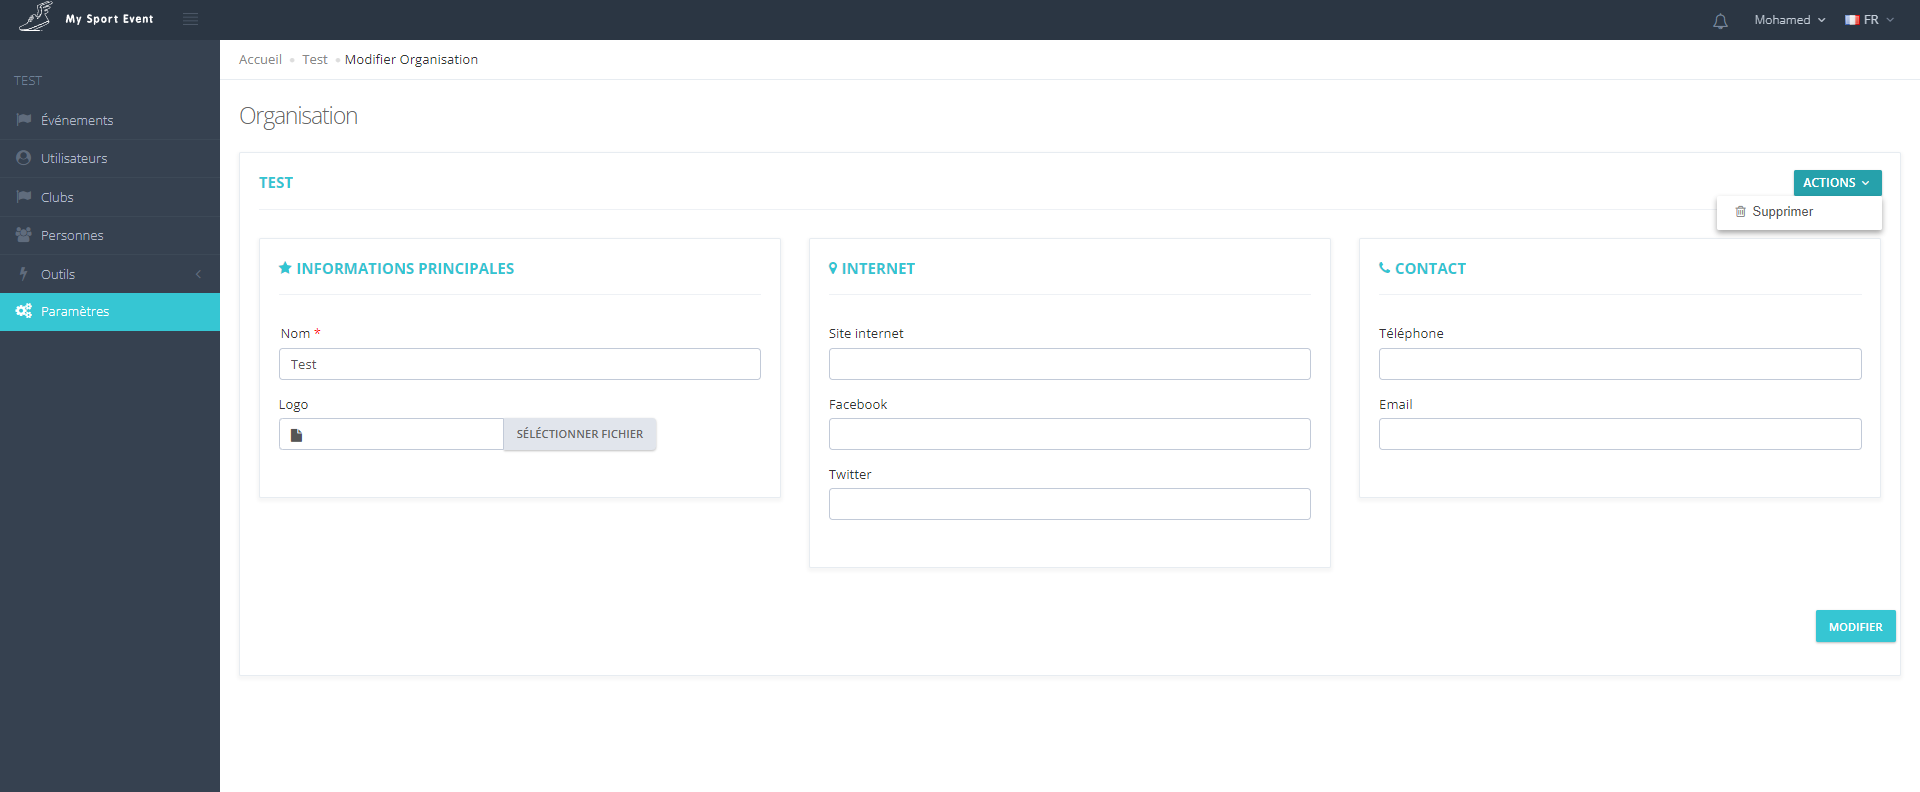 My Sport Event
Mohamed
FR
Accueil Test Modifier Organisation
TEST
Événements
Utilisateurs
Clubs
Personnes
Outils
Paramètres
Organisation
TEST
ACTIONS
Supprimer
INFORMATIONS PRINCIPALES
Nom *
Test
Logo
SÉLÉCTIONNER FICHIER
INTERNET
Site internet
Facebook
Twitter
CONTACT
Téléphone
Email
MODIFIER